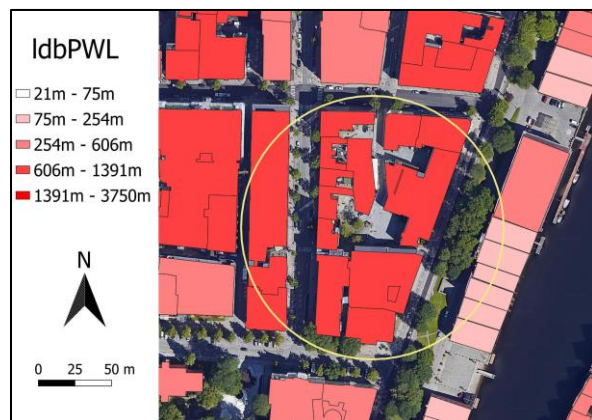 ldbPWL
21m - 75m
75m - 254m
254m - 606m
606m - 1391m
1391m - 3750m
N
0 25 50 m